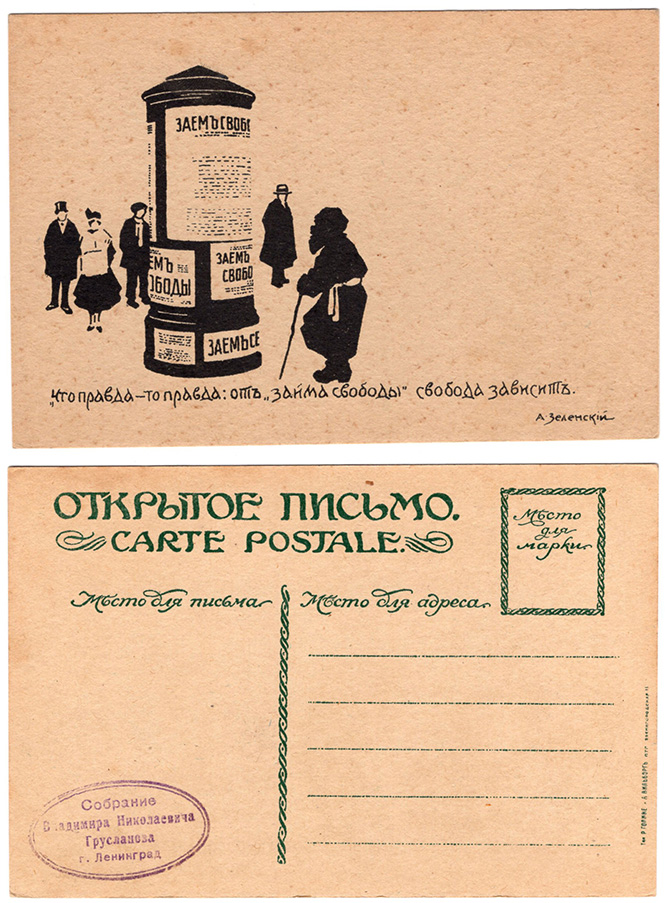 ЗАЕМЪ СВОБЕ
ЗАЕМЪ
СВОБО
ЕМЪ
ОБОДЫ
ЗАЕМЪ СЕ
„Что правда—то правда: отъ „Займа свободы" свобода зависитъ.
А. Зеленскій
ОТКРЫТОЕ ПИСЬМО.
CARTE POSTALE.
Мѣсто
для
марки
Мѣсто для письма
Мѣсто для адреса
Собрание
Владимира Николаевича
Грусланова
г. Ленинград